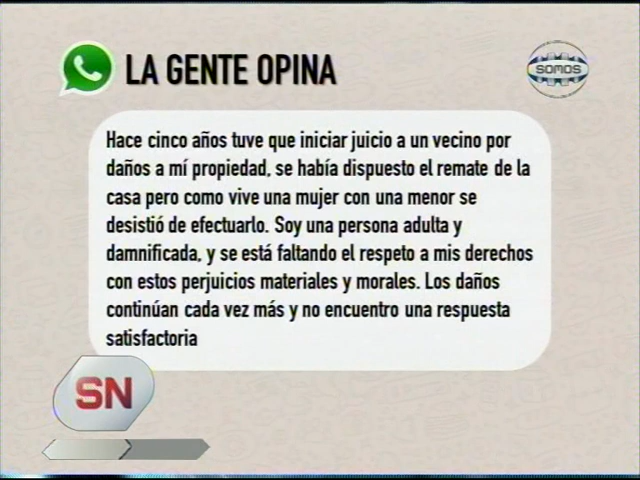 LA GENTE OPINA
SOMOS
Hace cinco años tuve que iniciar juicio a un vecino por
daños a mí propiedad, se había dispuesto el remate de la
casa pero como vive una mujer con una menor se
desistió de efectuarlo. Soy una persona adulta y
damnificada, y se está faltando el respeto a mis derechos
con estos perjuicios materiales y morales. Los daños
continúan cada vez más y no encuentro una respuesta
satisfactoria
SN